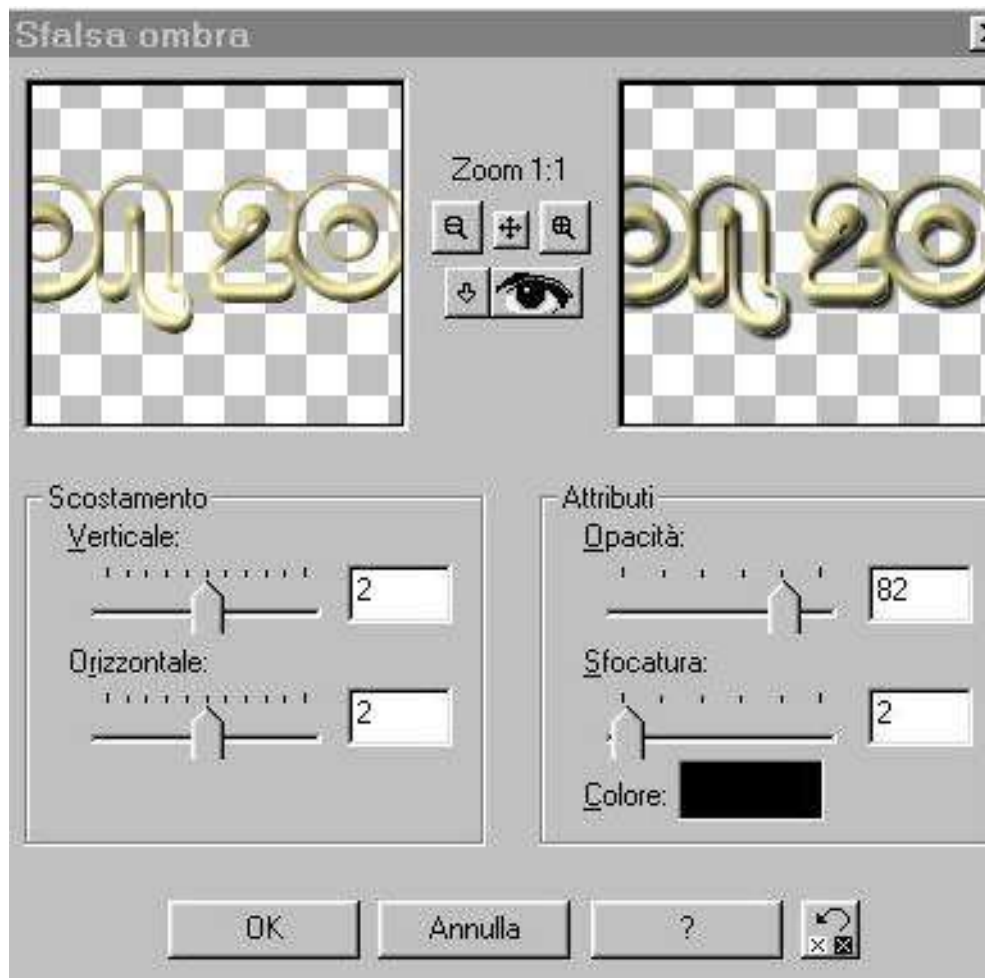 Sfalsa ombra
Zoom 1:1
Scostamento
Verticale:
2
Orizzontale:
2
Attributi
Opacità:
82
Sfocatura:
2
Colore:
OK
Annulla
?